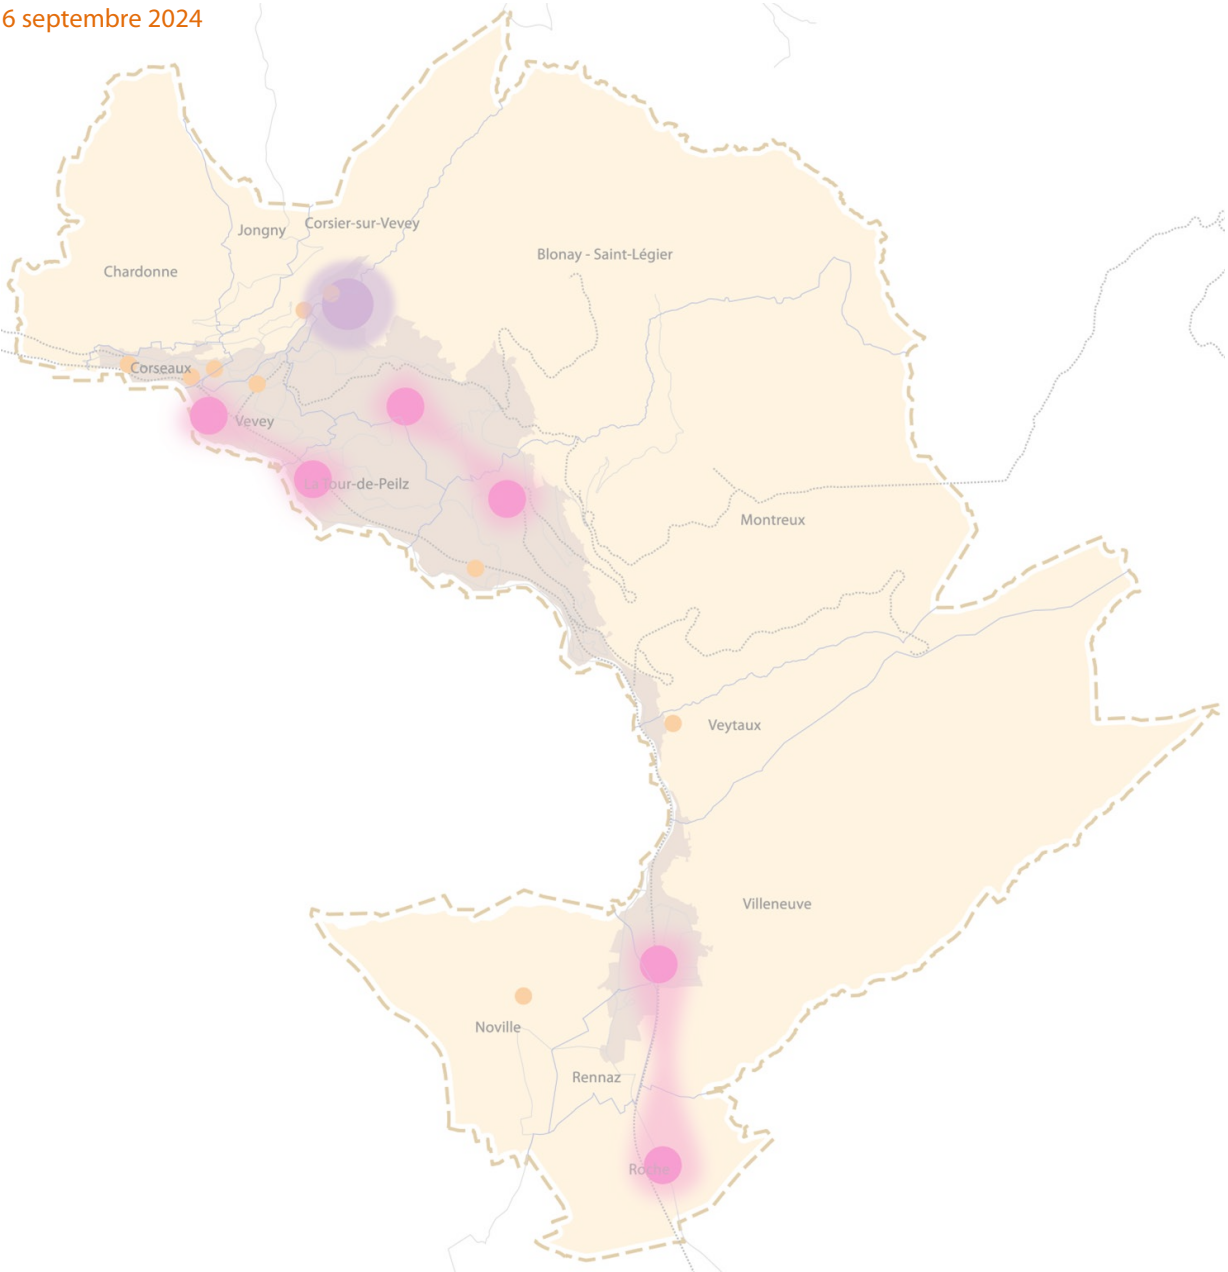 6 septembre 2024
Corsier-sur-Vevey
Jongny
Blonay - Saint-Légier
Chardonne
Corseaux
Vevey
La Tour-de-Peilz
Montreux
Veytaux
Villeneuve
Noville
Rennaz
Roche